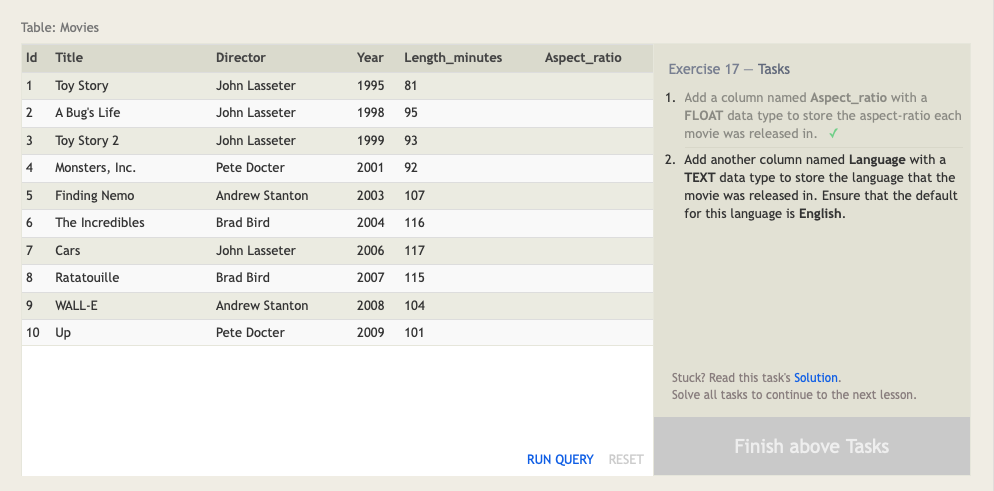 Table: Movies
Id Title Director Year Length_minutes Aspect_ratio
1 Toy Story John Lasseter 1995 81
2 A Bug's Life John Lasseter 1998 95
3 Toy Story 2 John Lasseter 1999 93
4 Monsters, Inc. Pete Docter 2001 92
5 Finding Nemo Andrew Stanton 2003 107
6 The Incredibles Brad Bird 2004 116
7 Cars John Lasseter 2006 117
8 Ratatouille Brad Bird 2007 115
9 WALL-E Andrew Stanton 2008 104
10 Up Pete Docter 2009 101
RUN QUERY RESET
Exercise 17 — Tasks
1. Add a column named Aspect_ratio with a
FLOAT data type to store the aspect-ratio each
movie was released in. ✓
2. Add another column named Language with a
TEXT data type to store the language that the
movie was released in. Ensure that the default
for this language is English.
Stuck? Read this task's Solution.
Solve all tasks to continue to the next lesson.
Finish above Tasks